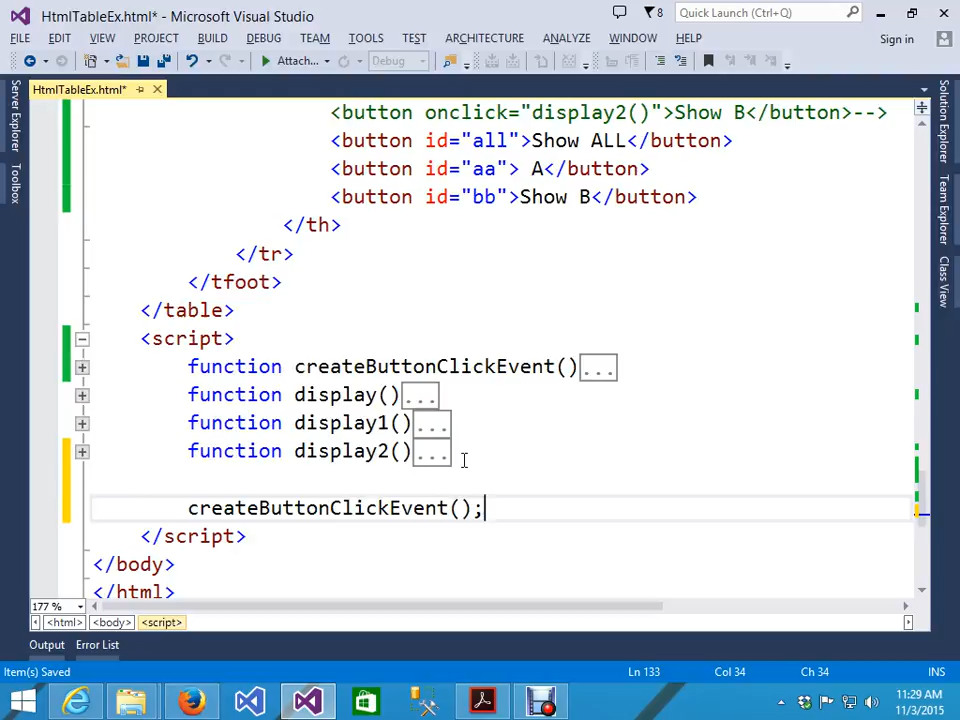 HtmlTableEx.html* - Microsoft Visual Studio
8
Quick Launch (Ctrl+Q)
FILE EDIT VIEW PROJECT BUILD DEBUG TEAM TOOLS TEST ARCHITECTURE ANALYZE WINDOW HELP
Sign in
Attach...
Debug
HtmlTableEx.html*
Server Explorer
Toolbox
Solution Explorer
Team Explorer
Class View
<button onclick="display2()">Show B</button>-->
<button id="all">Show ALL</button>
<button id="aa"> A</button>
<button id="bb">Show B</button>
</th>
</tr>
</tfoot>
</table>
<script>
function createButtonClickEvent()...
function display()...
function display1()...
function display2()...
createButtonClickEvent();
</script>
</body>
</html>
177 %
<html> <body> <script>
Output Error List
Item(s) Saved
Ln 133 Col 34 Ch 34 INS
11:29 AM
11/3/2015